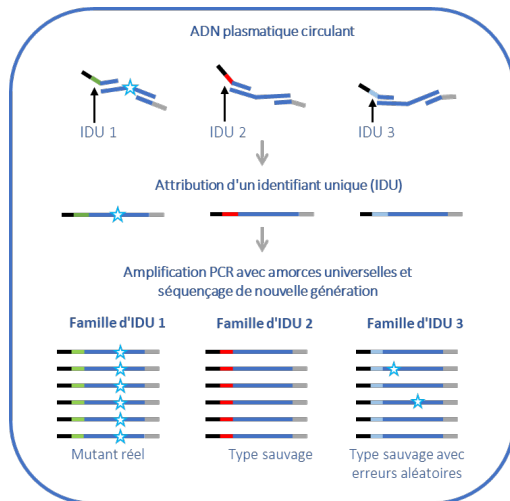 ADN plasmatique circulant
IDU 1
IDU 2
IDU 3
Attribution d'un identifiant unique (IDU)
Amplification PCR avec amorces universelles et
séquençage de nouvelle génération
Famille d'IDU 1
Famille d'IDU 2
Famille d'IDU 3
Mutant réel
Type sauvage
Type sauvage avec
erreurs aléatoires